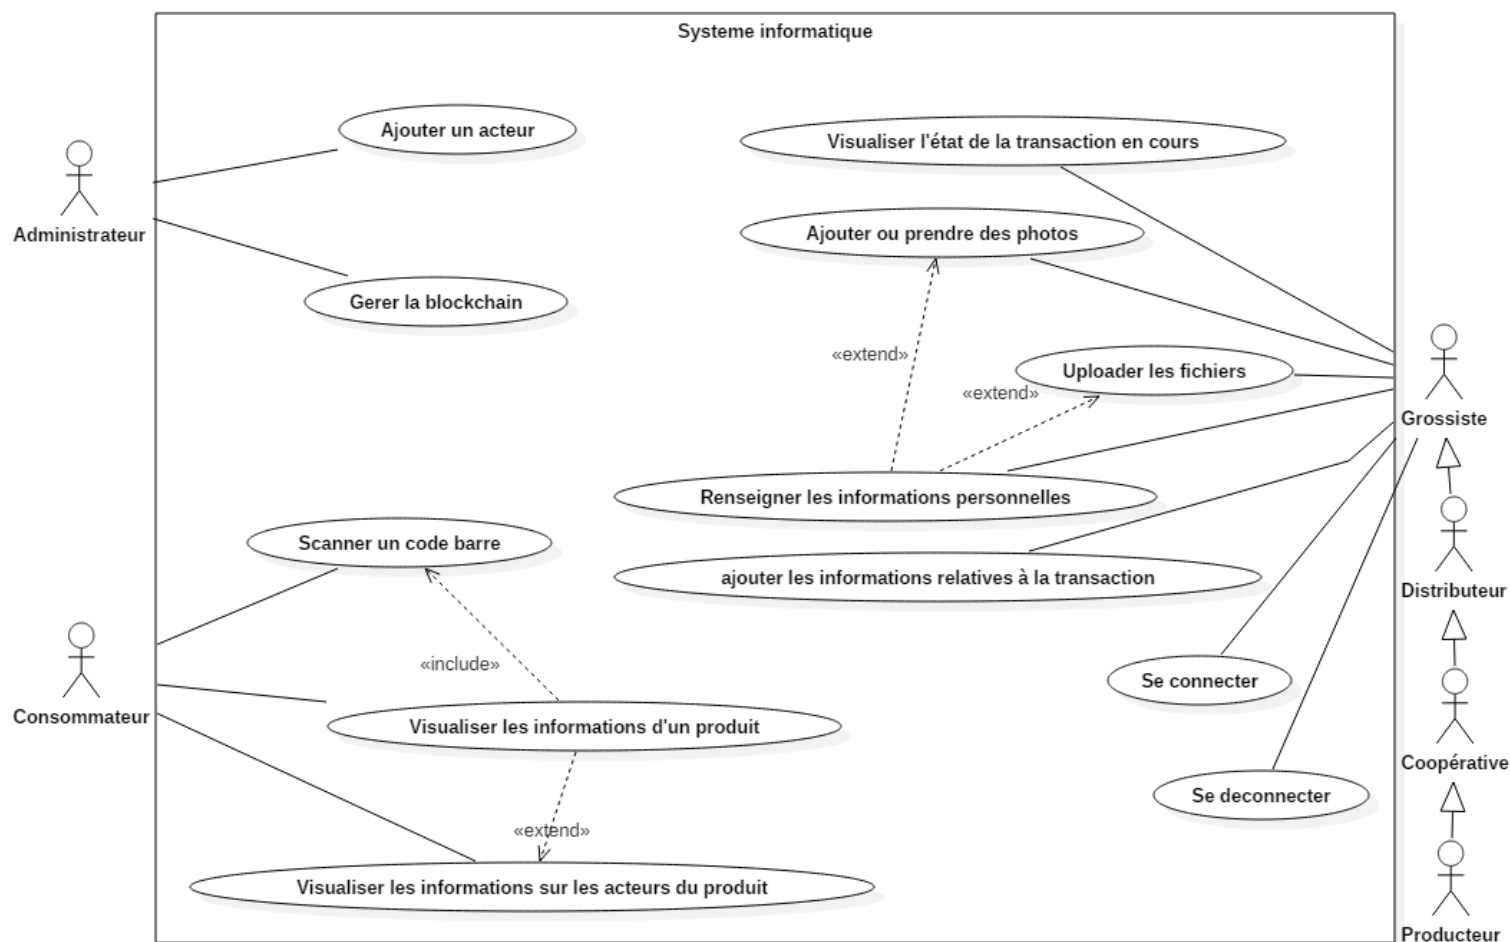 Systeme informatique
Ajouter un acteur
Visualiser l'état de la transaction en cours
Administrateur
Ajouter ou prendre des photos
Gerer la blockchain
«extend»
Uploader les fichiers
«extend»
Grossiste
Renseigner les informations personnelles
Scanner un code barre
ajouter les informations relatives à la transaction
Distributeur
«include»
Se connecter
Consommateur
Visualiser les informations d'un produit
Coopérative
Se deconnecter
«extend»
Visualiser les informations sur les acteurs du produit
Producteur